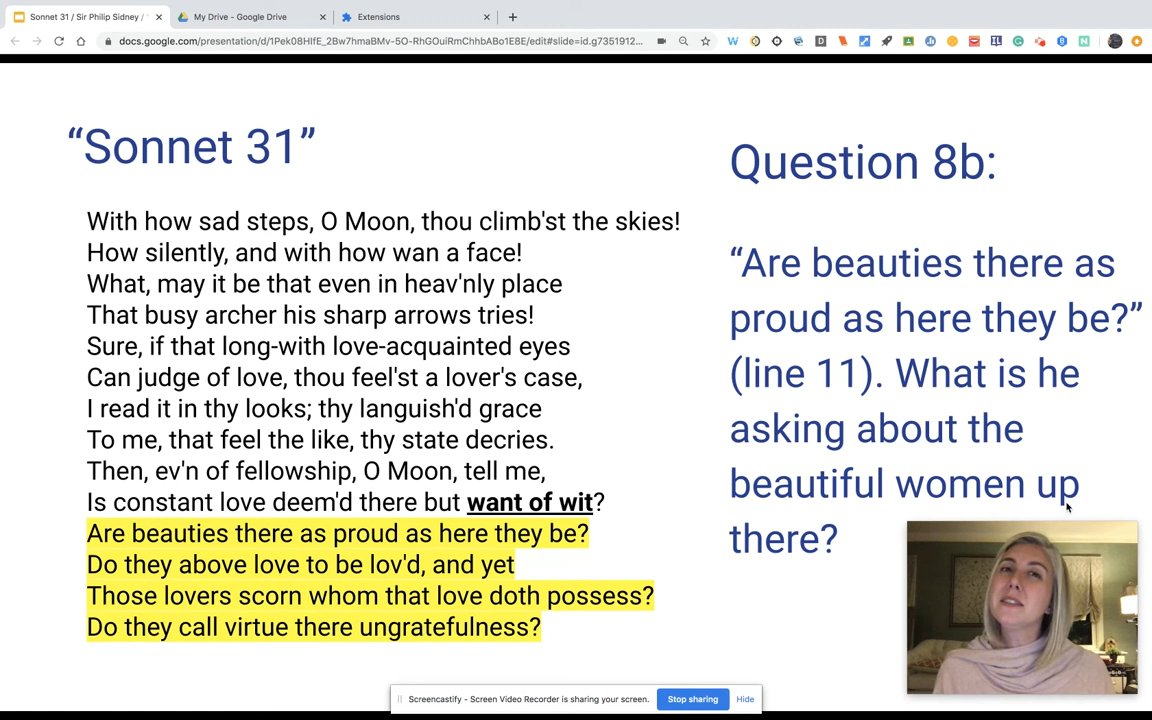 Sonnet 31 / Sir Philip Sidney /
My Drive - Google Drive
Extensions
docs.google.com/presentation/d/1Pek08HIfE_2Bw7hmaBMv-5O-RhGOuiRmChhbABo1E8E/edit#slide=id.g7351912...
“Sonnet 31”
With how sad steps, O Moon, thou climb'st the skies!
How silently, and with how wan a face!
What, may it be that even in heav'nly place
That busy archer his sharp arrows tries!
Sure, if that long-with love-acquainted eyes
Can judge of love, thou feel'st a lover's case,
I read it in thy looks; thy languish'd grace
To me, that feel the like, thy state decries.
Then, ev'n of fellowship, O Moon, tell me,
Is constant love deem'd there but want of wit?
Are beauties there as proud as here they be?
Do they above love to be lov'd, and yet
Those lovers scorn whom that love doth possess?
Do they call virtue there ungratefulness?
Question 8b:
“Are beauties there as
proud as here they be?”
(line 11). What is he
asking about the
beautiful women up
there?
Screencastify - Screen Video Recorder is sharing your screen.
Stop sharing
Hide